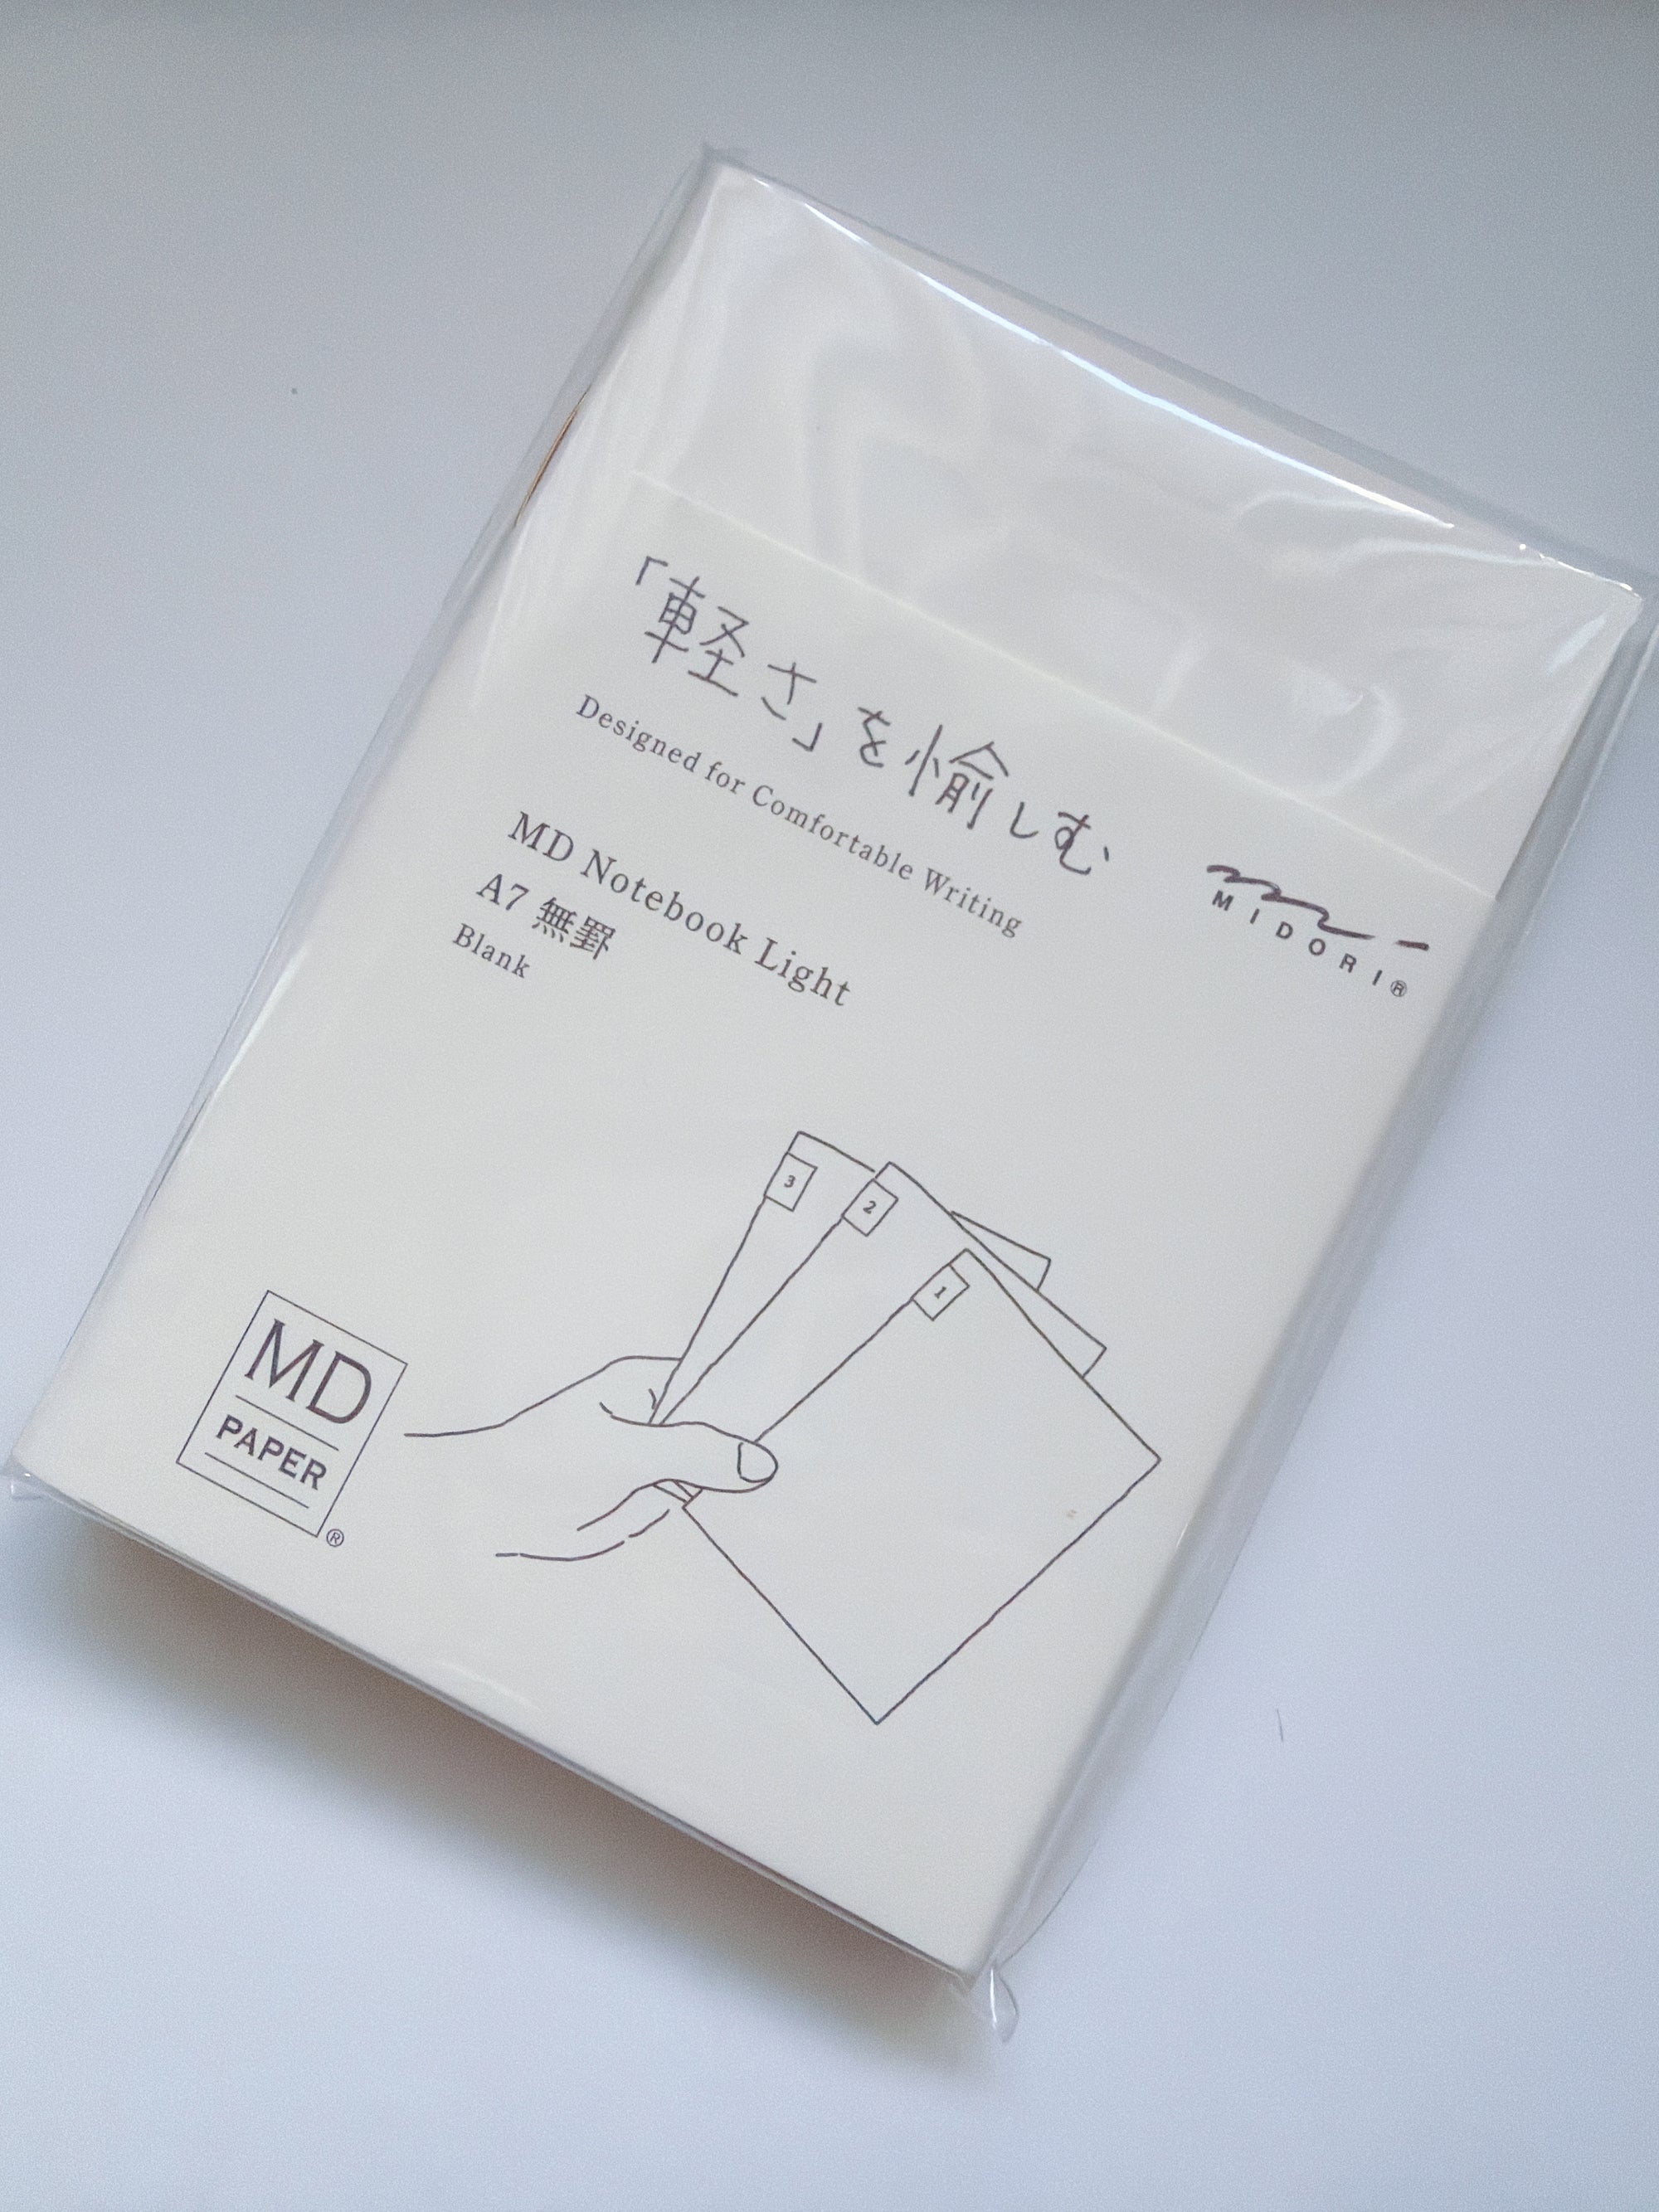 「軽さ」を愉しむ
Designed for Comfortable Writing
MIDORI®
MD Notebook Light
A7 無罫
Blank
3
2
1
MD
PAPER
®